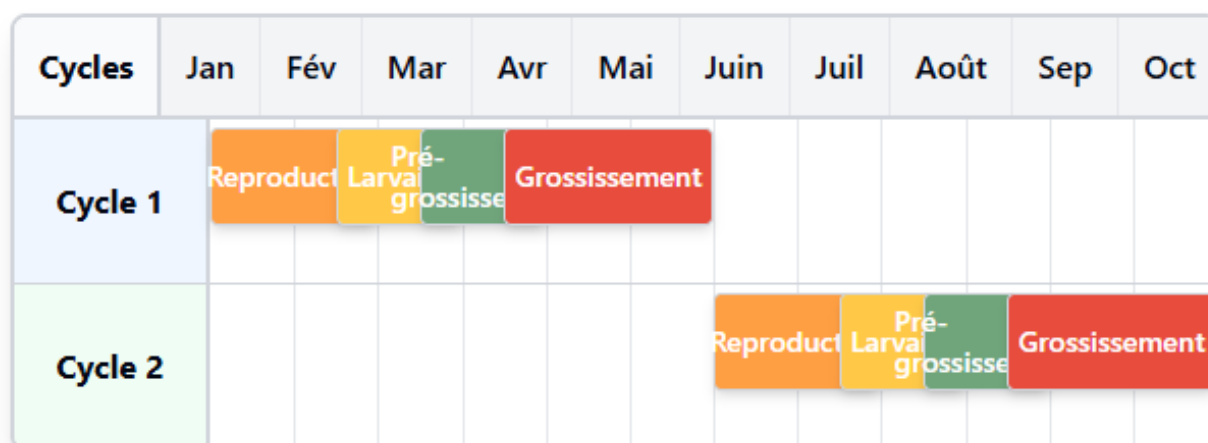 Cycles Jan Fév Mar Avr Mai Juin Juil Août Sep Oct
Cycle 1
Reproduct
Larvai
Pré-
grossisse
Grossissement
Cycle 2
Reproduct
Larvai
Pré-
grossisse
Grossissement